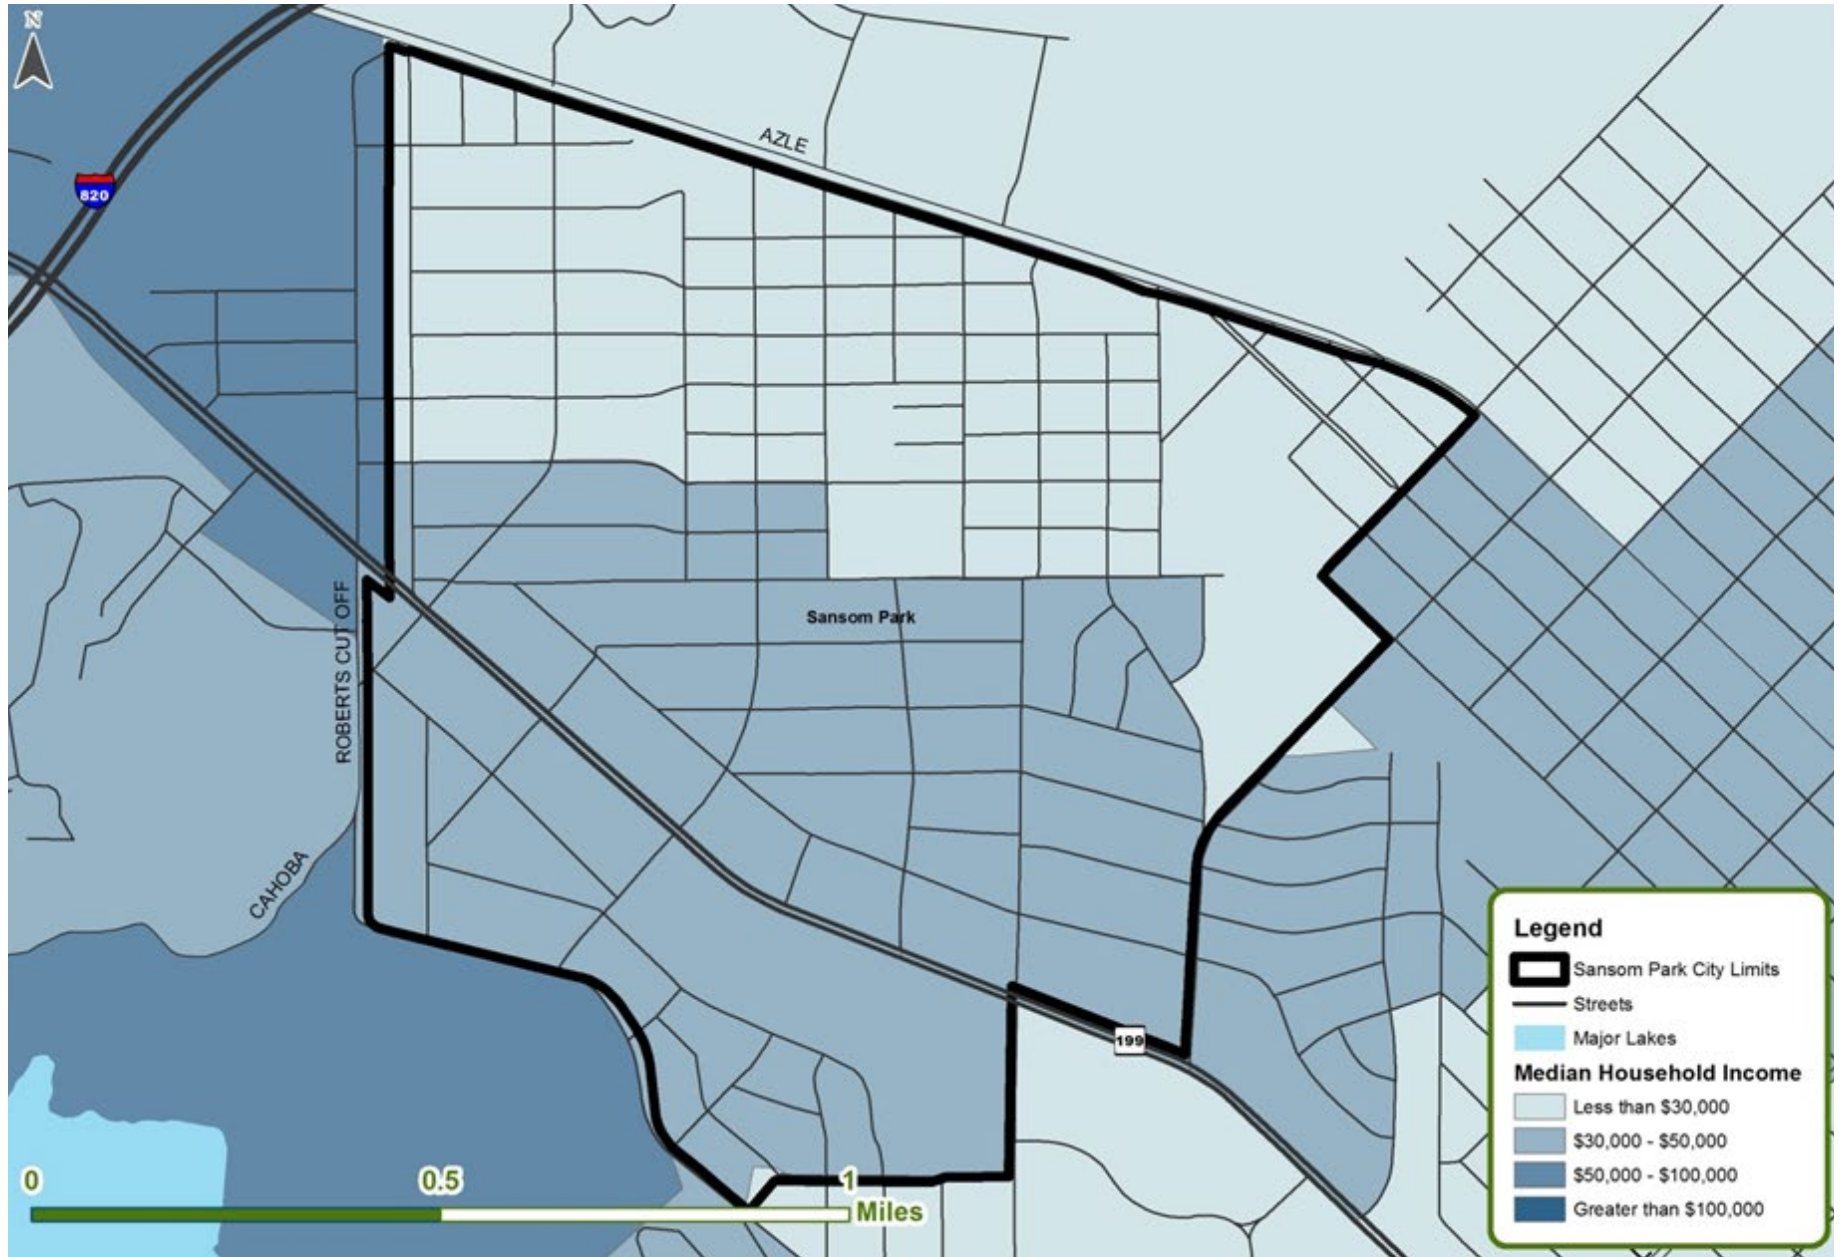 N
820
AZLE
Sansom Park
ROBERTS CUT OFF
CAHOBA
199
0 0.5 1
Miles
Legend
Sansom Park City Limits
Streets
Major Lakes
Median Household Income
Less than $30,000
$30,000 - $50,000
$50,000 - $100,000
Greater than $100,000